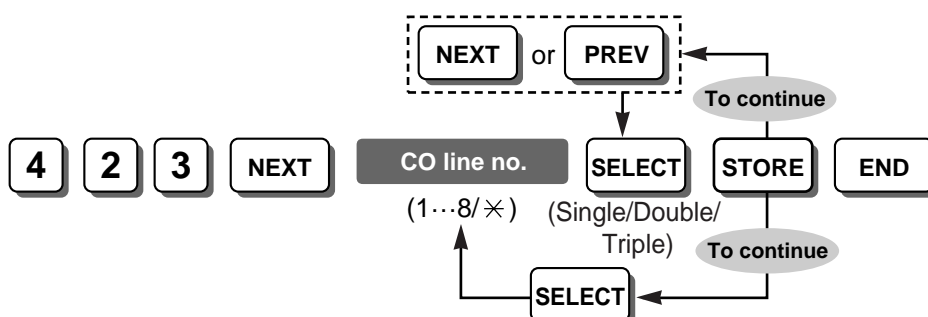 NEXT or PREV
To continue
4 2 3 NEXT CO line no. SELECT STORE END
(1···8/✳) (Single/Double/
Triple)
To continue
SELECT